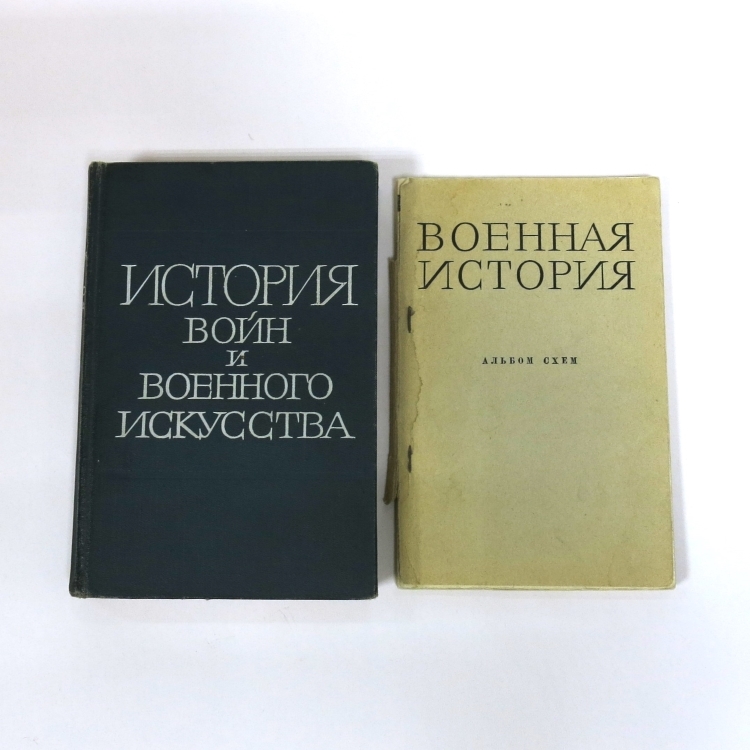 ИСТОРИЯ
ВОЙН
И
ВОЕННОГО
ИСКУССТВА
ВОЕННАЯ
ИСТОРИЯ
АЛЬБОМ СХЕМ